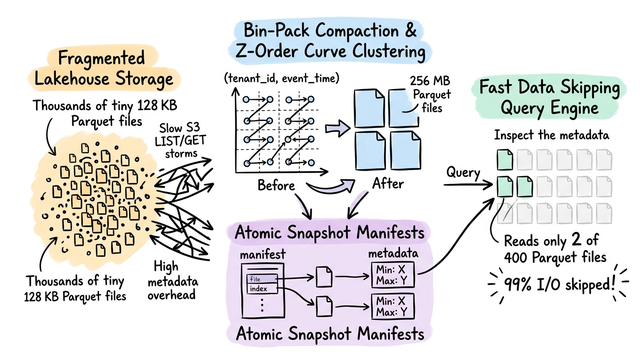 Fragmented
Lakehouse Storage
Thousands of tiny 128 KB
Parquet files
Slow S3
LIST/GET
storms
Thousands of tiny
128 KB Parquet files
High
metadata
overhead
Bin-Pack Compaction &
Z-Order Curve Clustering
(tenant_id, event_time)
256 MB
Parquet
files
Before
After
Atomic Snapshot Manifests
manifest
file
index
metadata
Min: X
Max: Y
Min: X
Max: Y
Atomic Snapshot Manifests
Query
Fast Data Skipping
Query Engine
Inspect the metadata
Reads only 2 of
400 Parquet files
99% I/O skipped!